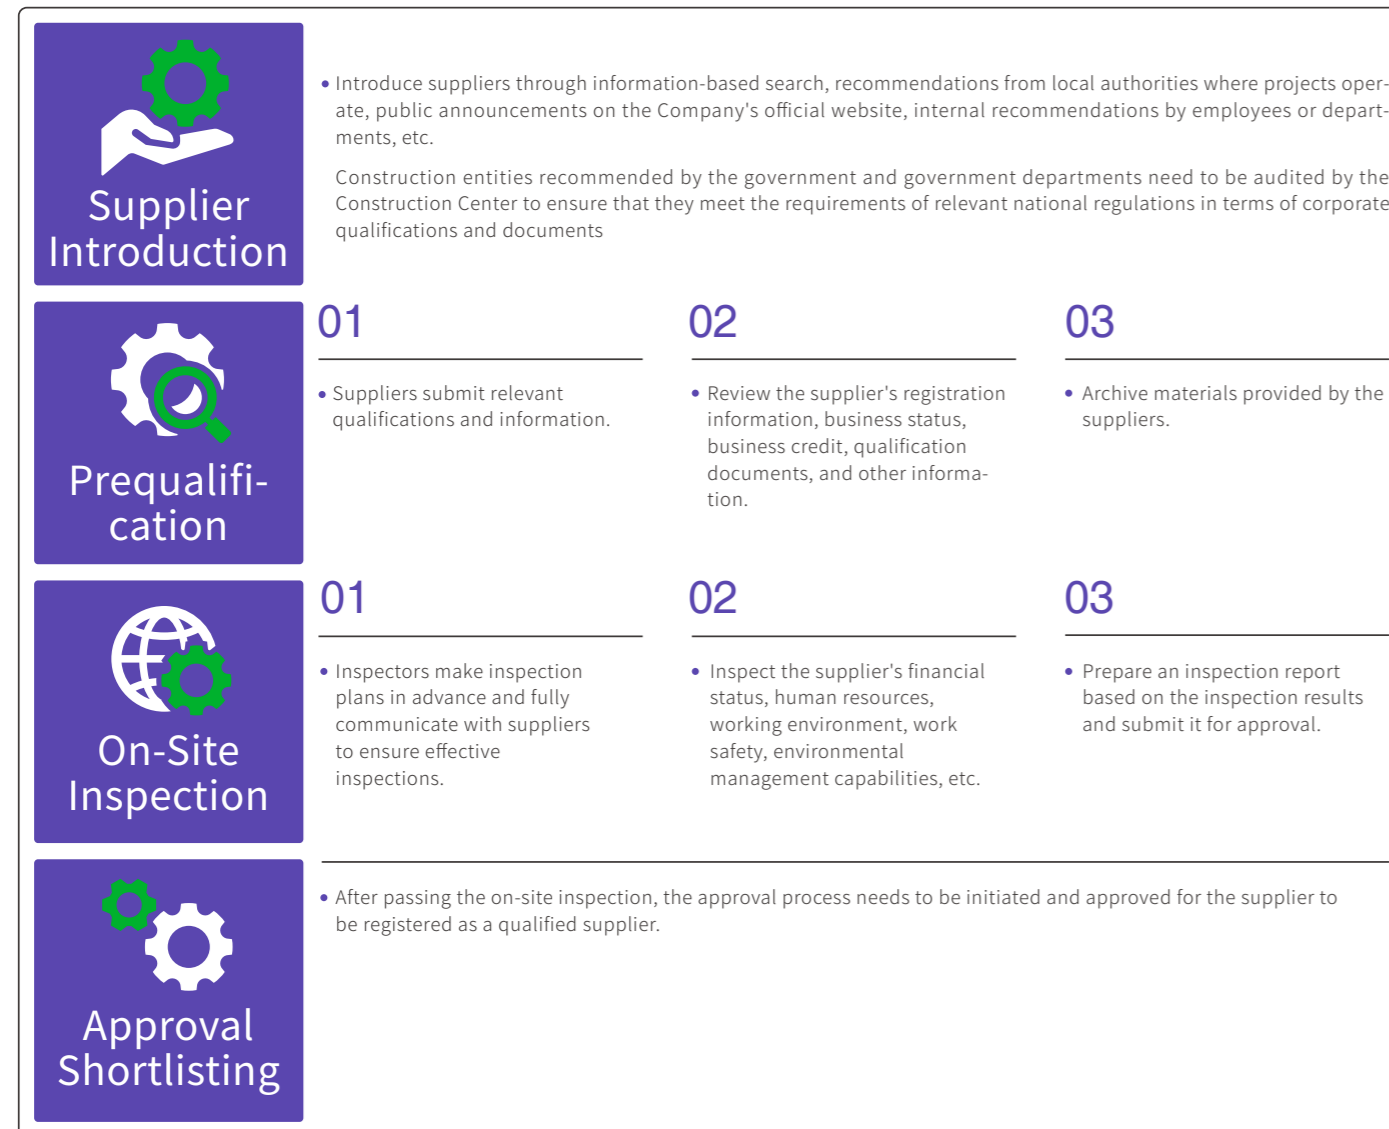 Supplier
Introduction
• Introduce suppliers through information-based search, recommendations from local authorities where projects oper-
ate, public announcements on the Company's official website, internal recommendations by employees or depart-
ments, etc.
Construction entities recommended by the government and government departments need to be audited by the
Construction Center to ensure that they meet the requirements of relevant national regulations in terms of corporate
qualifications and documents
Prequalifi-
cation
01
• Suppliers submit relevant
qualifications and information.
02
• Review the supplier's registration
information, business status,
business credit, qualification
documents, and other informa-
tion.
03
• Archive materials provided by the
suppliers.
On-Site
Inspection
01
• Inspectors make inspection
plans in advance and fully
communicate with suppliers
to ensure effective
inspections.
02
• Inspect the supplier's financial
status, human resources,
working environment, work
safety, environmental
management capabilities, etc.
03
• Prepare an inspection report
based on the inspection results
and submit it for approval.
Approval
Shortlisting
• After passing the on-site inspection, the approval process needs to be initiated and approved for the supplier to
be registered as a qualified supplier.